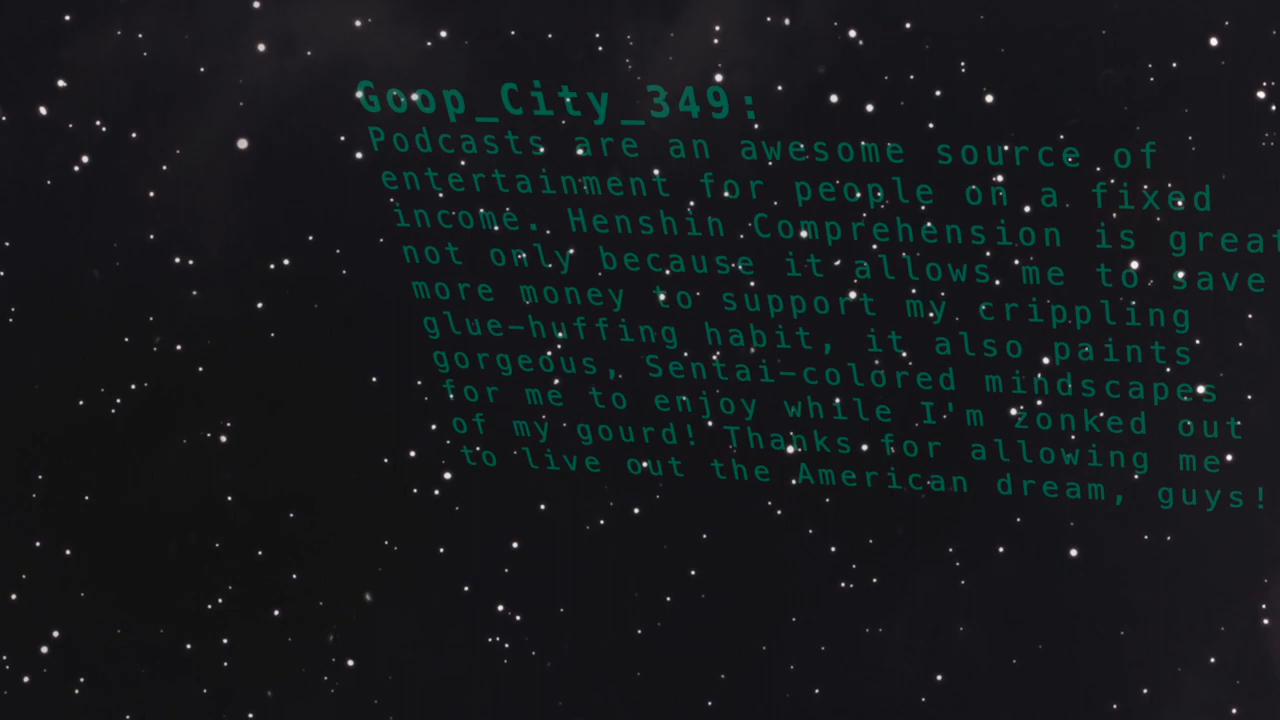 Goop_City_349:
Podcasts are an awesome source of
entertainment for people on a fixed
income. Henshin Comprehension is great
not only because it allows me to save
more money to support my crippling
glue-huffing habit, it also paints
gorgeous, Sentai-colored mindscapes
for me to enjoy while I'm zonked out
of my gourd! Thanks for allowing me
to live out the American dream, guys!